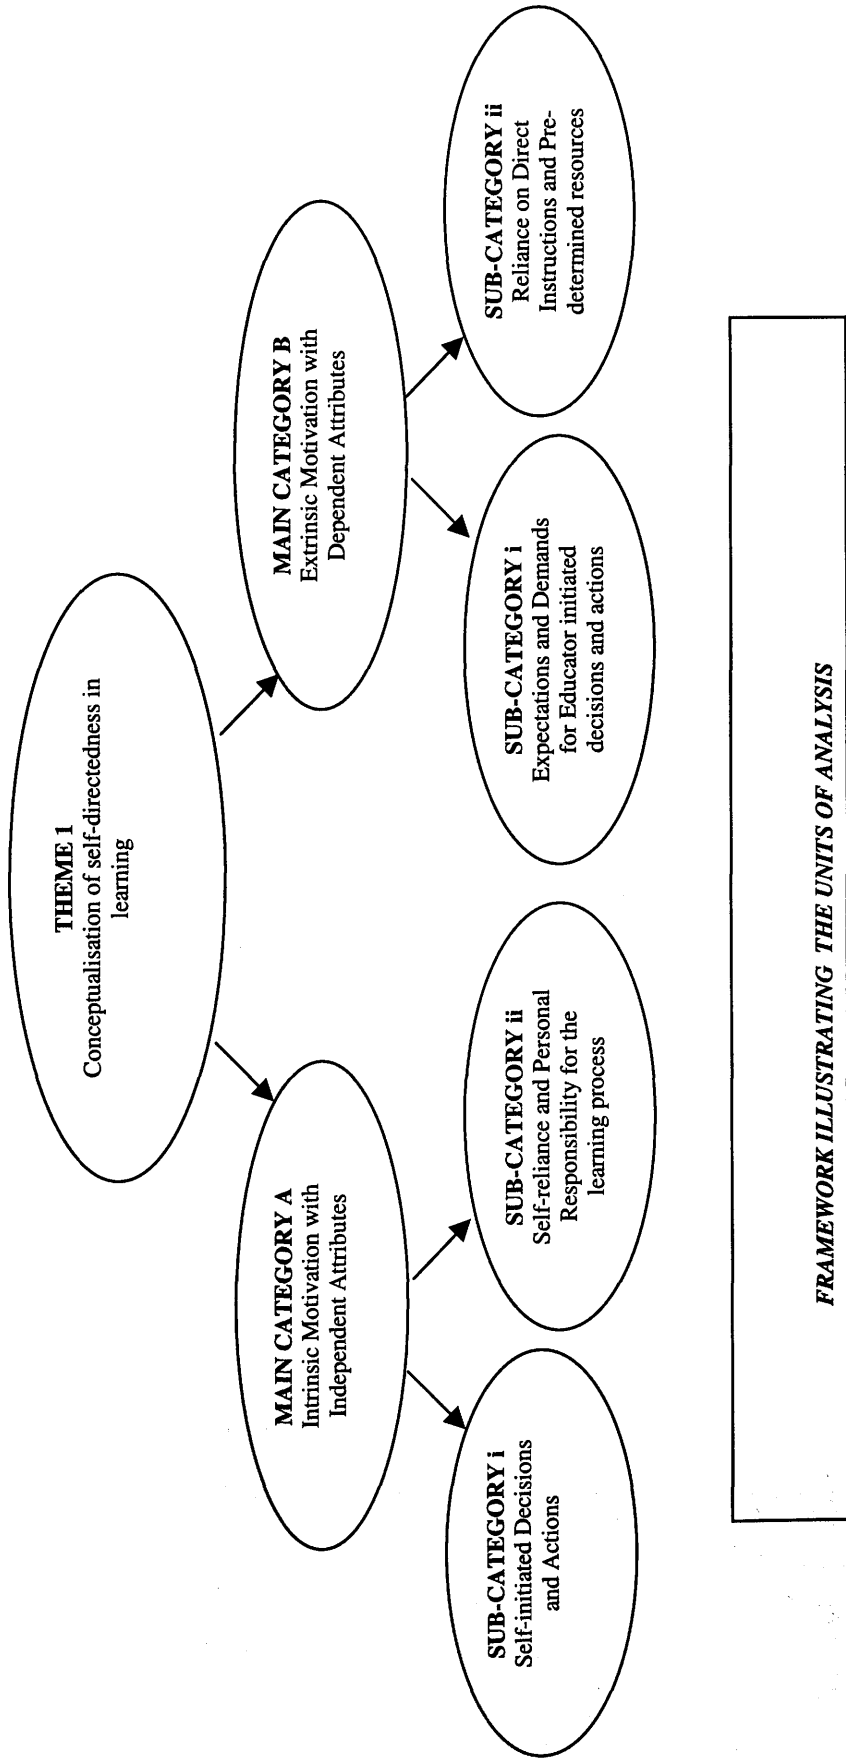 THEME 1
Conceptualisation of self-directedness in
learning
MAIN CATEGORY A
Intrinsic Motivation with
Independent Attributes
MAIN CATEGORY B
Extrinsic Motivation with
Dependent Attributes
SUB-CATEGORY i
Self-initiated Decisions
and Actions
SUB-CATEGORY ii
Self-reliance and Personal
Responsibility for the
learning process
SUB-CATEGORY i
Expectations and Demands
for Educator initiated
decisions and actions
SUB-CATEGORY ii
Reliance on Direct
Instructions and Pre-
determined resources
FRAMEWORK ILLUSTRATING THE UNITS OF ANALYSIS